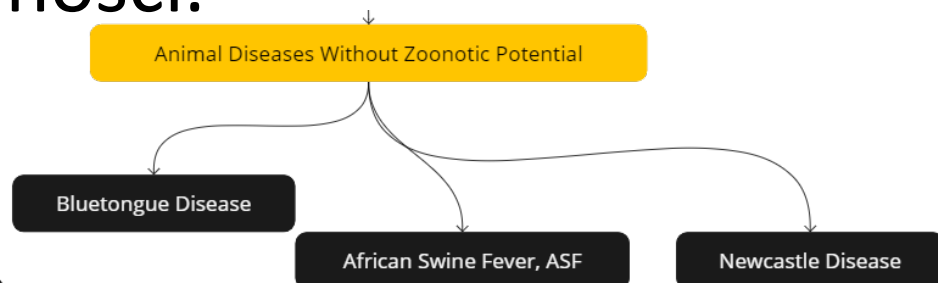 Animal Diseases Without Zoonotic Potential
Bluetongue Disease
African Swine Fever, ASF
Newcastle Disease